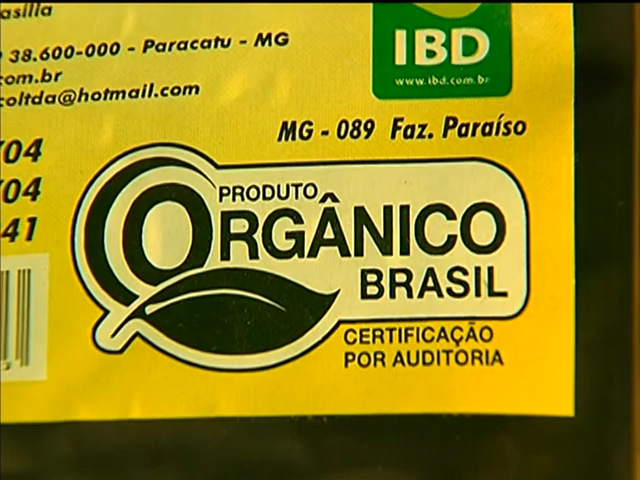 asília
38.600-000 - Paracatu - MG
com.br
coltda@hotmail.com
IBD
www.ibd.com.br
MG - 089 Faz. Paraíso
/04
/04
41
PRODUTO
ORGÂNICO
BRASIL
CERTIFICAÇÃO
POR AUDITORIA